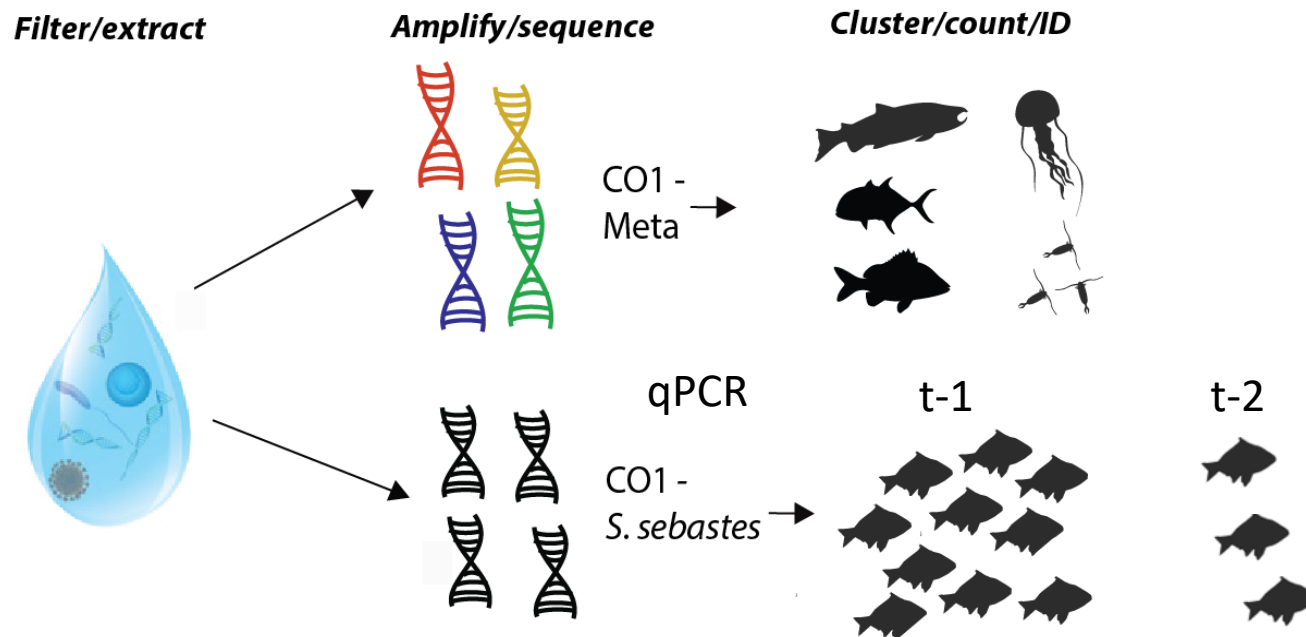 Filter/extract
Amplify/sequence
Cluster/count/ID
CO1 -
Meta
qPCR
t-1
t-2
CO1 -
S. sebastes